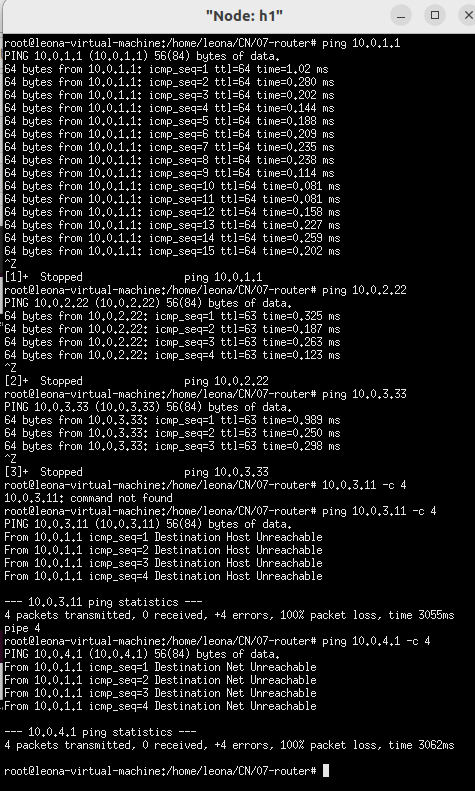 "Node: h1"
root@leona-virtual-machine:/home/leona/CN/07-router# ping 10.0.1.1
PING 10.0.1.1 (10.0.1.1) 56(84) bytes of data.
64 bytes from 10.0.1.1: icmp_seq=1 ttl=64 time=1.02 ms
64 bytes from 10.0.1.1: icmp_seq=2 ttl=64 time=0.280 ms
64 bytes from 10.0.1.1: icmp_seq=3 ttl=64 time=0.202 ms
64 bytes from 10.0.1.1: icmp_seq=4 ttl=64 time=0.144 ms
64 bytes from 10.0.1.1: icmp_seq=5 ttl=64 time=0.188 ms
64 bytes from 10.0.1.1: icmp_seq=6 ttl=64 time=0.209 ms
64 bytes from 10.0.1.1: icmp_seq=7 ttl=64 time=0.235 ms
64 bytes from 10.0.1.1: icmp_seq=8 ttl=64 time=0.238 ms
64 bytes from 10.0.1.1: icmp_seq=9 ttl=64 time=0.114 ms
64 bytes from 10.0.1.1: icmp_seq=10 ttl=64 time=0.081 ms
64 bytes from 10.0.1.1: icmp_seq=11 ttl=64 time=0.081 ms
64 bytes from 10.0.1.1: icmp_seq=12 ttl=64 time=0.158 ms
64 bytes from 10.0.1.1: icmp_seq=13 ttl=64 time=0.227 ms
64 bytes from 10.0.1.1: icmp_seq=14 ttl=64 time=0.259 ms
64 bytes from 10.0.1.1: icmp_seq=15 ttl=64 time=0.202 ms
^Z
[1]+  Stopped                 ping 10.0.1.1
root@leona-virtual-machine:/home/leona/CN/07-router# ping 10.0.2.22
PING 10.0.2.22 (10.0.2.22) 56(84) bytes of data.
64 bytes from 10.0.2.22: icmp_seq=1 ttl=63 time=0.325 ms
64 bytes from 10.0.2.22: icmp_seq=2 ttl=63 time=0.187 ms
64 bytes from 10.0.2.22: icmp_seq=3 ttl=63 time=0.263 ms
64 bytes from 10.0.2.22: icmp_seq=4 ttl=63 time=0.123 ms
^Z
[2]+  Stopped                 ping 10.0.2.22
root@leona-virtual-machine:/home/leona/CN/07-router# ping 10.0.3.33
PING 10.0.3.33 (10.0.3.33) 56(84) bytes of data.
64 bytes from 10.0.3.33: icmp_seq=1 ttl=63 time=0.989 ms
64 bytes from 10.0.3.33: icmp_seq=2 ttl=63 time=0.250 ms
64 bytes from 10.0.3.33: icmp_seq=3 ttl=63 time=0.298 ms
^Z
[3]+  Stopped                 ping 10.0.3.33
root@leona-virtual-machine:/home/leona/CN/07-router# 10.0.3.11 -c 4
10.0.3.11: command not found
root@leona-virtual-machine:/home/leona/CN/07-router# ping 10.0.3.11 -c 4
PING 10.0.3.11 (10.0.3.11) 56(84) bytes of data.
From 10.0.1.1 icmp_seq=1 Destination Host Unreachable
From 10.0.1.1 icmp_seq=2 Destination Host Unreachable
From 10.0.1.1 icmp_seq=3 Destination Host Unreachable
From 10.0.1.1 icmp_seq=4 Destination Host Unreachable

--- 10.0.3.11 ping statistics ---
4 packets transmitted, 0 received, +4 errors, 100% packet loss, time 3055ms
pipe 4
root@leona-virtual-machine:/home/leona/CN/07-router# ping 10.0.4.1 -c 4
PING 10.0.4.1 (10.0.4.1) 56(84) bytes of data.
From 10.0.1.1 icmp_seq=1 Destination Net Unreachable
From 10.0.1.1 icmp_seq=2 Destination Net Unreachable
From 10.0.1.1 icmp_seq=3 Destination Net Unreachable
From 10.0.1.1 icmp_seq=4 Destination Net Unreachable

--- 10.0.4.1 ping statistics ---
4 packets transmitted, 0 received, +4 errors, 100% packet loss, time 3062ms

root@leona-virtual-machine:/home/leona/CN/07-router#